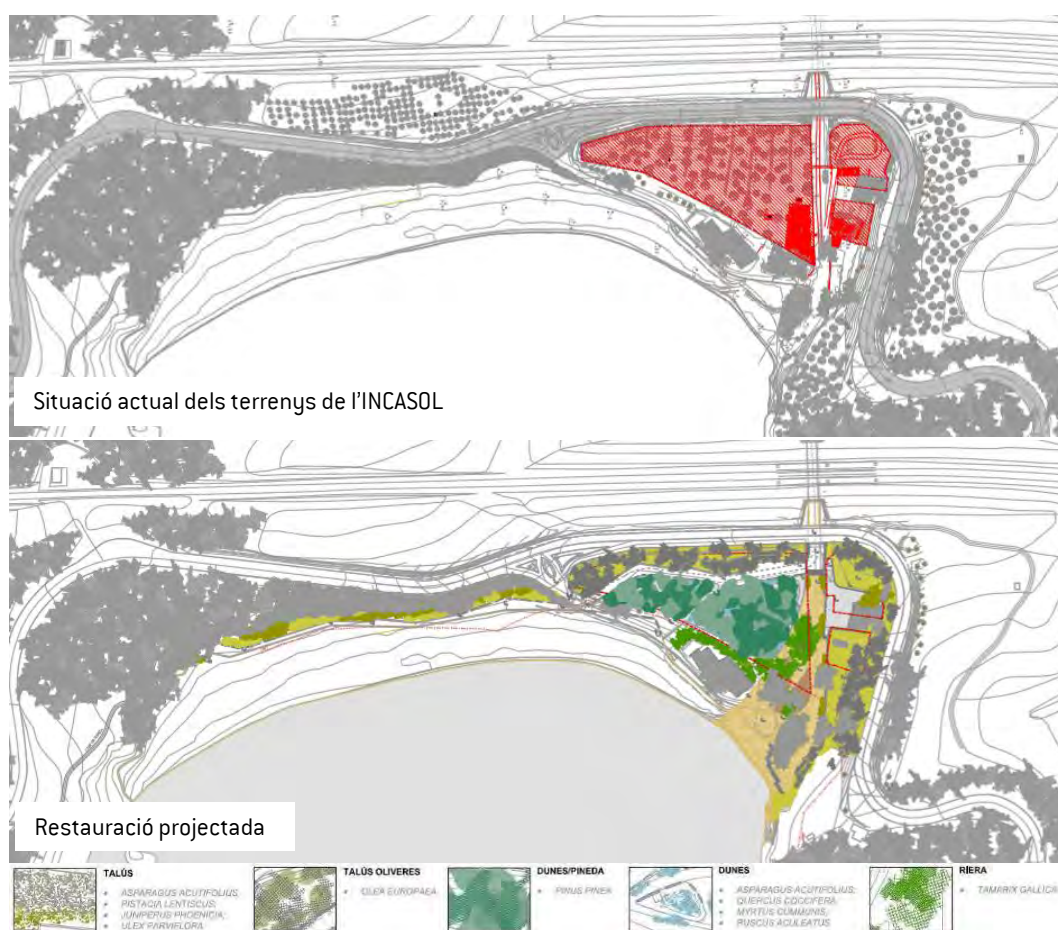 Situació actual dels terrenys de l'INCASOL
Restauració projectada
TALÚS
ASPARAGUS ACUTIFOLIUS;
PISTACIA LENTISCUS;
JUNIPERUS PHOENICIA;
ULEX PARVIFLORA
TALÚS OLIVERES
OLEA EUROPAEA
DUNES/PINEDA
PINUS PINEA
DUNES
ASPARAGUS ACUTIFOLIUS;
QUERCUS COCCIFERA
MYRTUS COMMUNIS;
RUSCUS ACULEATUS
RIERA
TAMARIX GALLICA